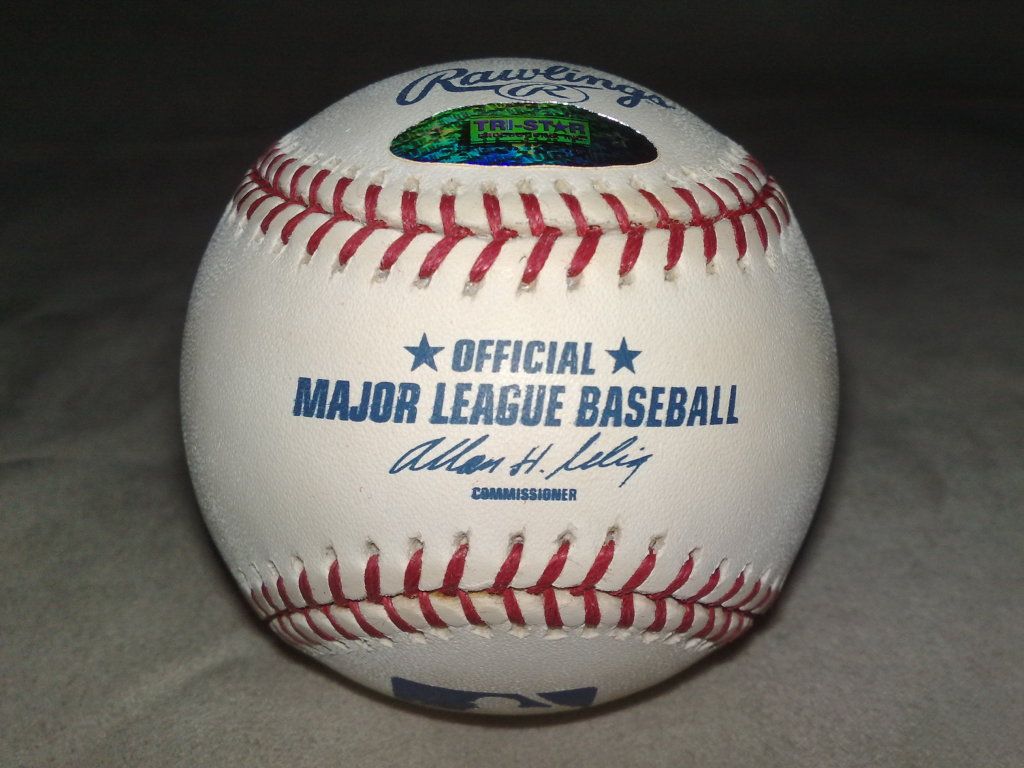 Rawlings
R
TRI-STAR
OFFICIAL
MAJOR LEAGUE BASEBALL
Allan H. Selig
COMMISSIONER